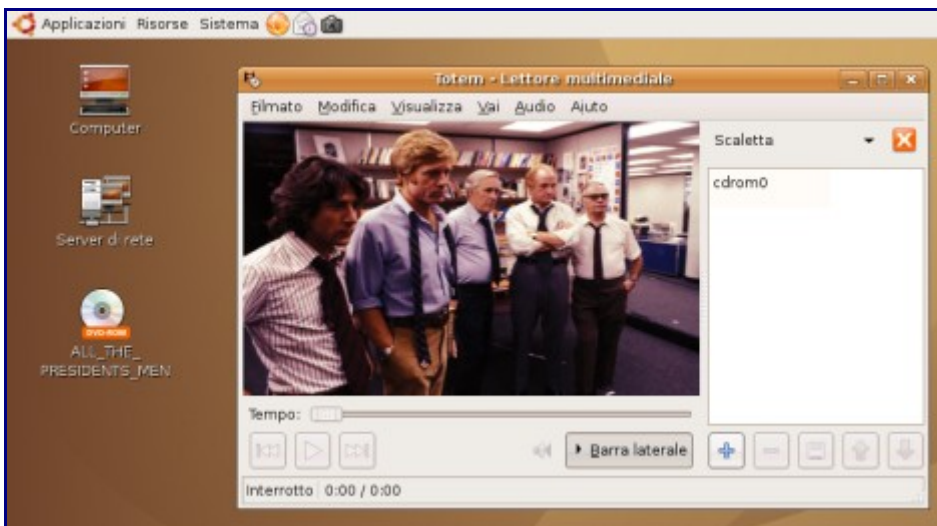 Applicazioni Risorse Sistema
Computer
Server di rete
DVD-ROM
ALL_THE_
PRESIDENTS_MEN
Totem - Lettore multimediale
Filmato Modifica Visualizza Vai Audio Aiuto
Scaletta
cdrom0
Tempo:
Barra laterale
Interrotto 0:00 / 0:00